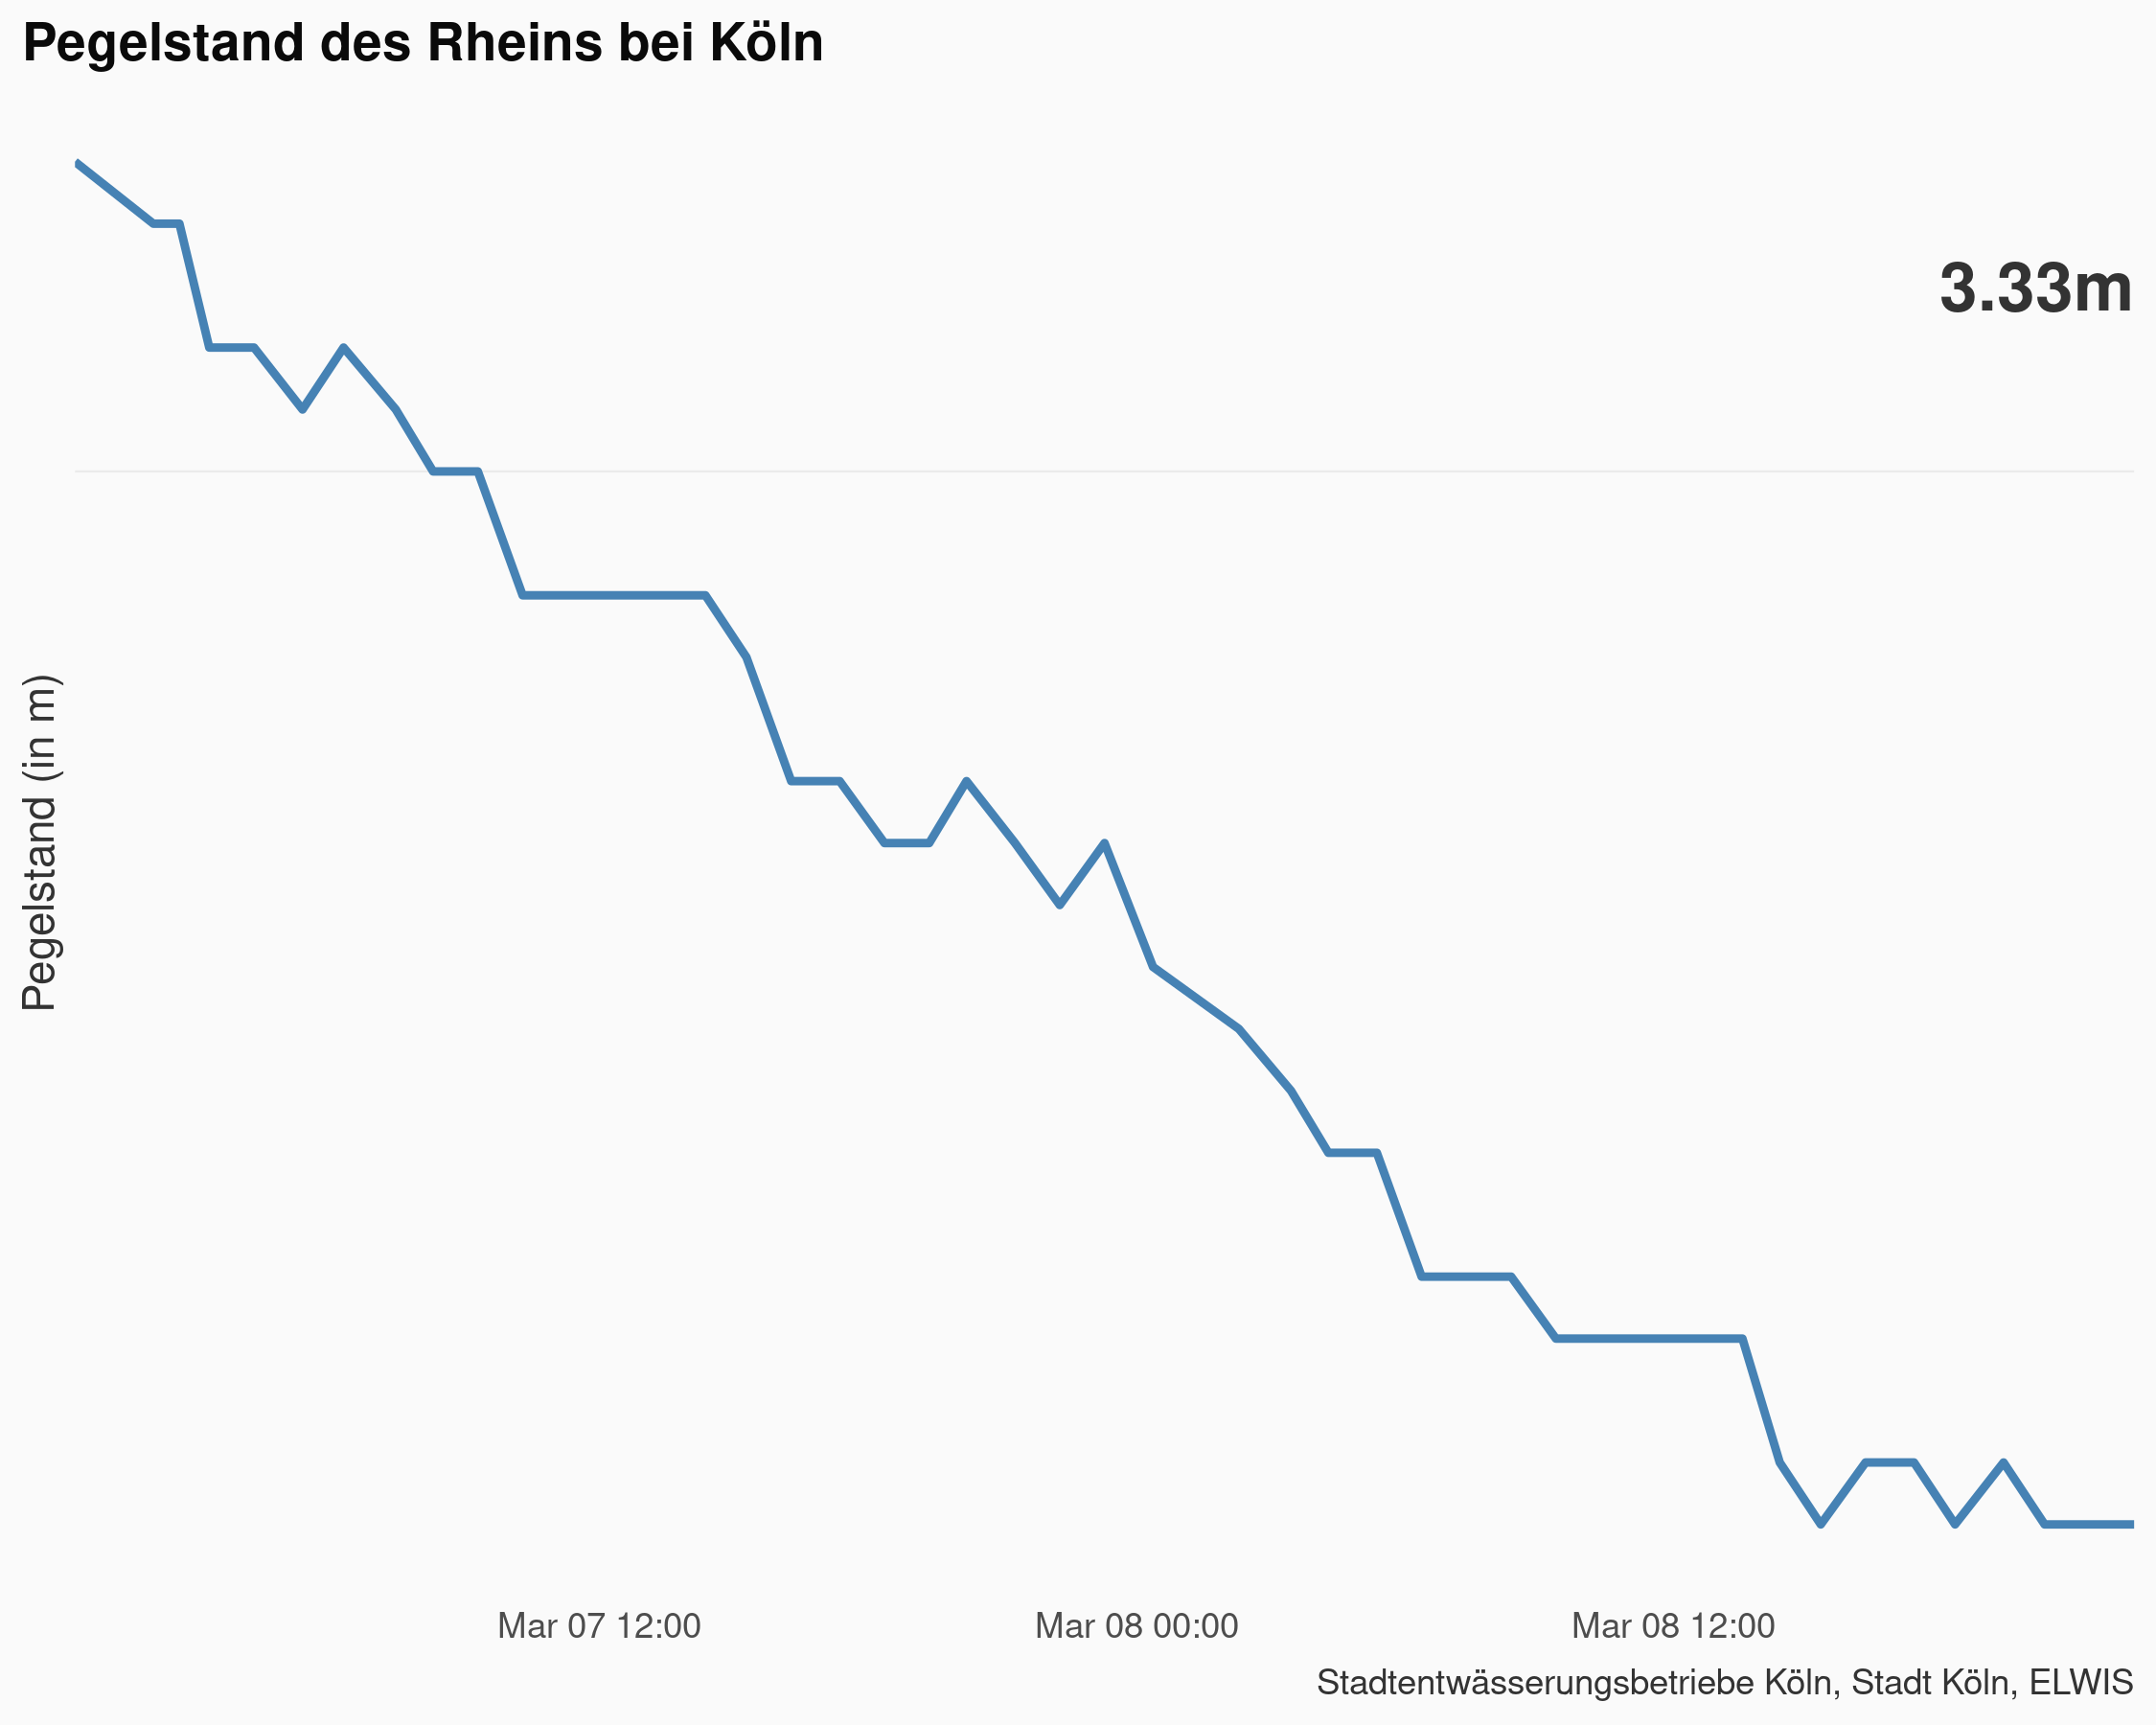 Pegelstand des Rheins bei Köln
3.33m
Pegelstand (in m)
Mar 07 12:00
Mar 08 00:00
Mar 08 12:00
Stadtentwässerungsbetriebe Köln, Stadt Köln, ELWIS